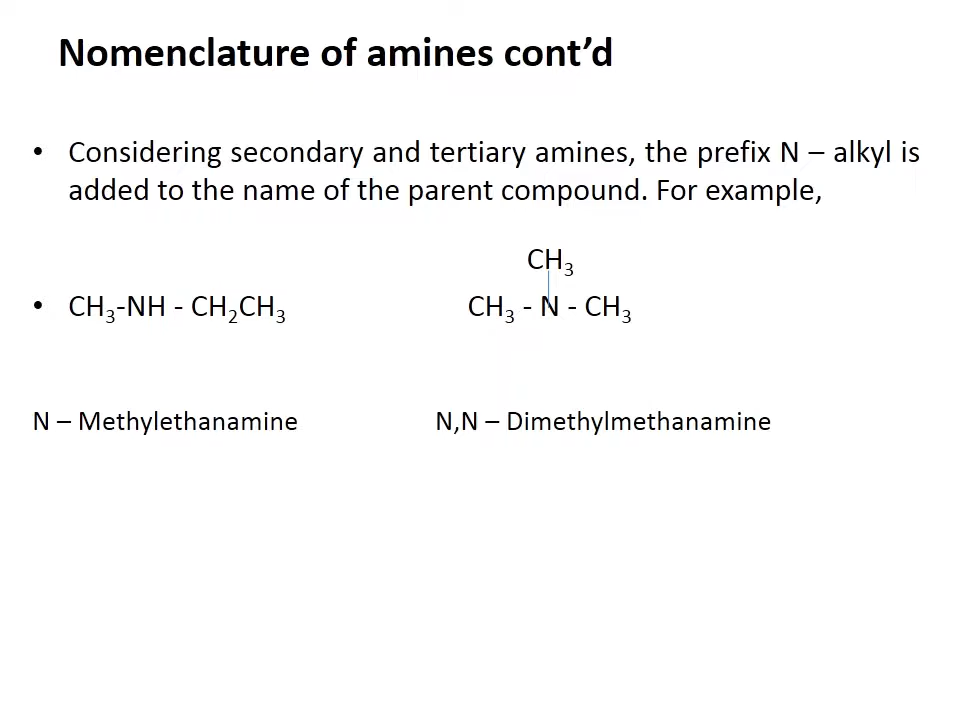 Nomenclature of amines cont’d
• Considering secondary and tertiary amines, the prefix N – alkyl is
added to the name of the parent compound. For example,
CH₃
• CH₃-NH - CH₂CH₃ CH₃ - N - CH₃
N – Methylethanamine N,N – Dimethylmethanamine